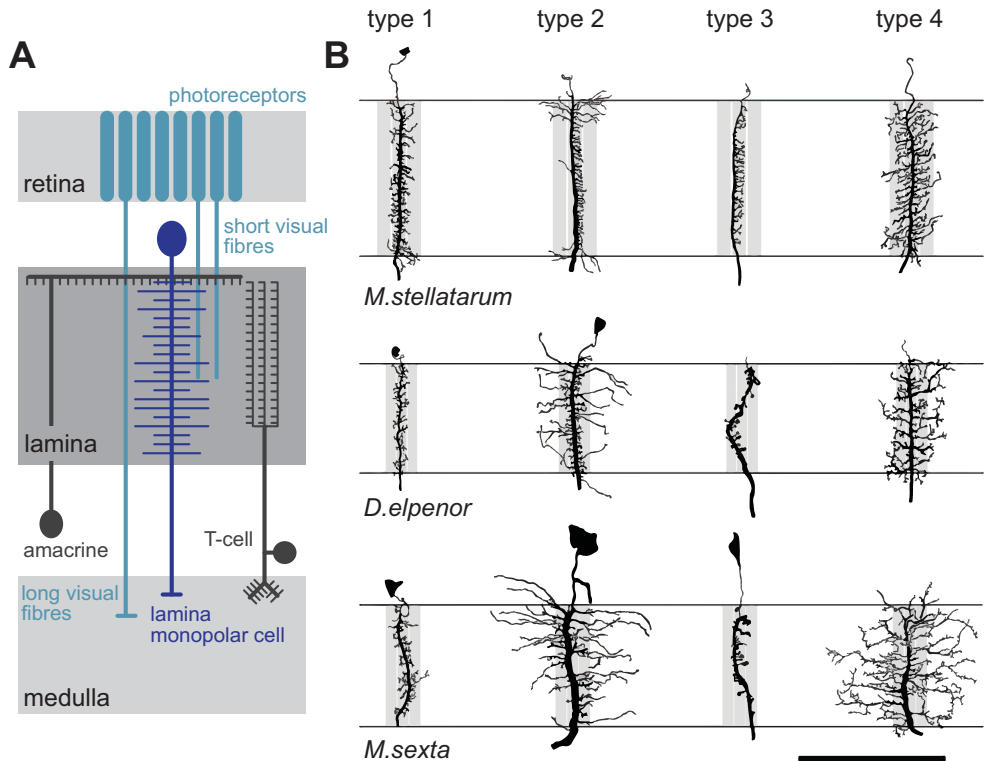 A
photoreceptors
retina
short visual
fibres
lamina
amacrine
T-cell
long visual
fibres
lamina
monopolar cell
medulla
B
type 1 type 2 type 3 type 4
M.stellatarum
D.elpenor
M.sexta